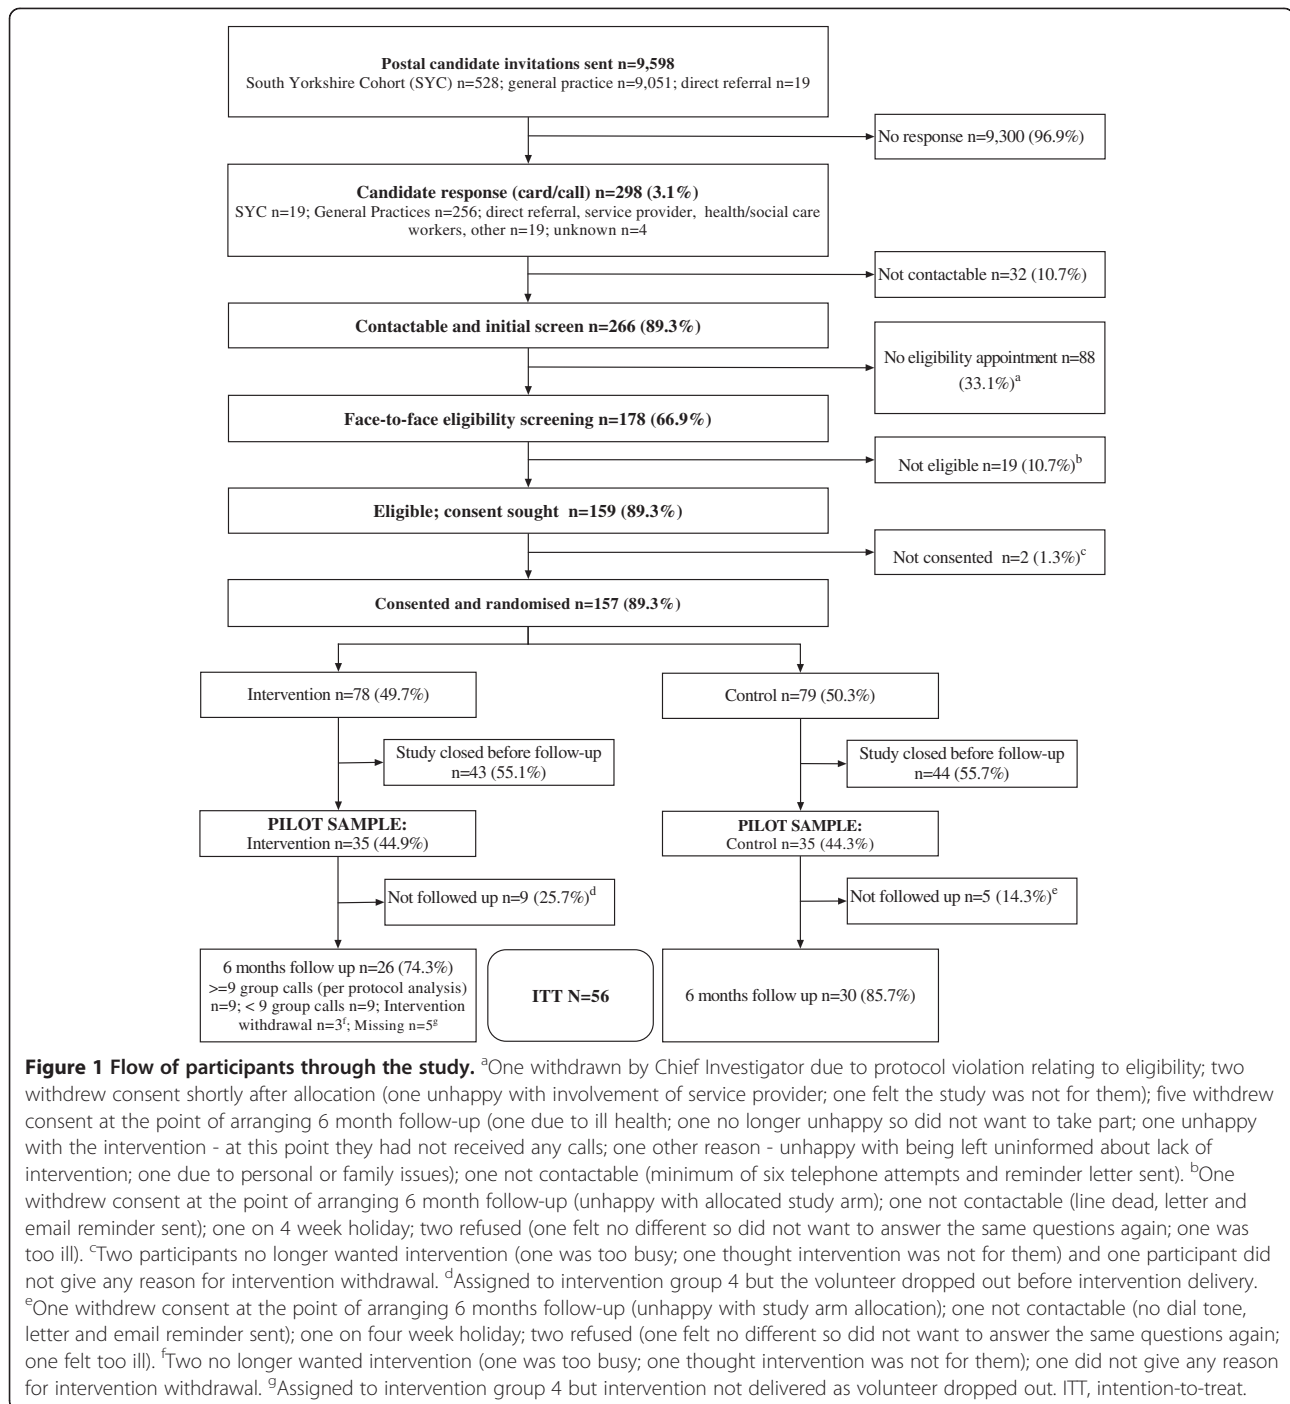 Postal candidate invitations sent n=9,598
South Yorkshire Cohort (SYC) n=528; general practice n=9,051; direct referral n=19
No response n=9,300 (96.9%)
Candidate response (card/call) n=298 (3.1%)
SYC n=19; General Practices n=256; direct referral, service provider, health/social care
workers, other n=19; unknown n=4
Not contactable n=32 (10.7%)
Contactable and initial screen n=266 (89.3%)
No eligibility appointment n=88
(33.1%)a
Face-to-face eligibility screening n=178 (66.9%)
Not eligible n=19 (10.7%)b
Eligible; consent sought n=159 (89.3%)
Not consented n=2 (1.3%)c
Consented and randomised n=157 (89.3%)
Intervention n=78 (49.7%)
Control n=79 (50.3%)
Study closed before follow-up
n=43 (55.1%)
Study closed before follow-up
n=44 (55.7%)
PILOT SAMPLE:
Intervention n=35 (44.9%)
PILOT SAMPLE:
Control n=35 (44.3%)
Not followed up n=9 (25.7%)d
Not followed up n=5 (14.3%)e
6 months follow up n=26 (74.3%)
>=9 group calls (per protocol analysis)
n=9; < 9 group calls n=9; Intervention
withdrawal n=3f; Missing n=5g
ITT N=56
6 months follow up n=30 (85.7%)
Figure 1 Flow of participants through the study. aOne withdrawn by Chief Investigator due to protocol violation relating to eligibility; two
withdrew consent shortly after allocation (one unhappy with involvement of service provider; one felt the study was not for them); five withdrew
consent at the point of arranging 6 month follow-up (one due to ill health; one no longer unhappy so did not want to take part; one unhappy
with the intervention - at this point they had not received any calls; one other reason - unhappy with being left uninformed about lack of
intervention; one due to personal or family issues); one not contactable (minimum of six telephone attempts and reminder letter sent). bOne
withdrew consent at the point of arranging 6 month follow-up (unhappy with allocated study arm); one not contactable (line dead, letter and
email reminder sent); one on 4 week holiday; two refused (one felt no different so did not want to answer the same questions again; one was
too ill). cTwo participants no longer wanted intervention (one was too busy; one thought intervention was not for them) and one participant did
not give any reason for intervention withdrawal. dAssigned to intervention group 4 but the volunteer dropped out before intervention delivery.
eOne withdrew consent at the point of arranging 6 months follow-up (unhappy with study arm allocation); one not contactable (no dial tone,
letter and email reminder sent); one on four week holiday; two refused (one felt no different so did not want to answer the same questions again;
one felt too ill). fTwo no longer wanted intervention (one was too busy; one thought intervention was not for them); one did not give any reason
for intervention withdrawal. gAssigned to intervention group 4 but intervention not delivered as volunteer dropped out. ITT, intention-to-treat.